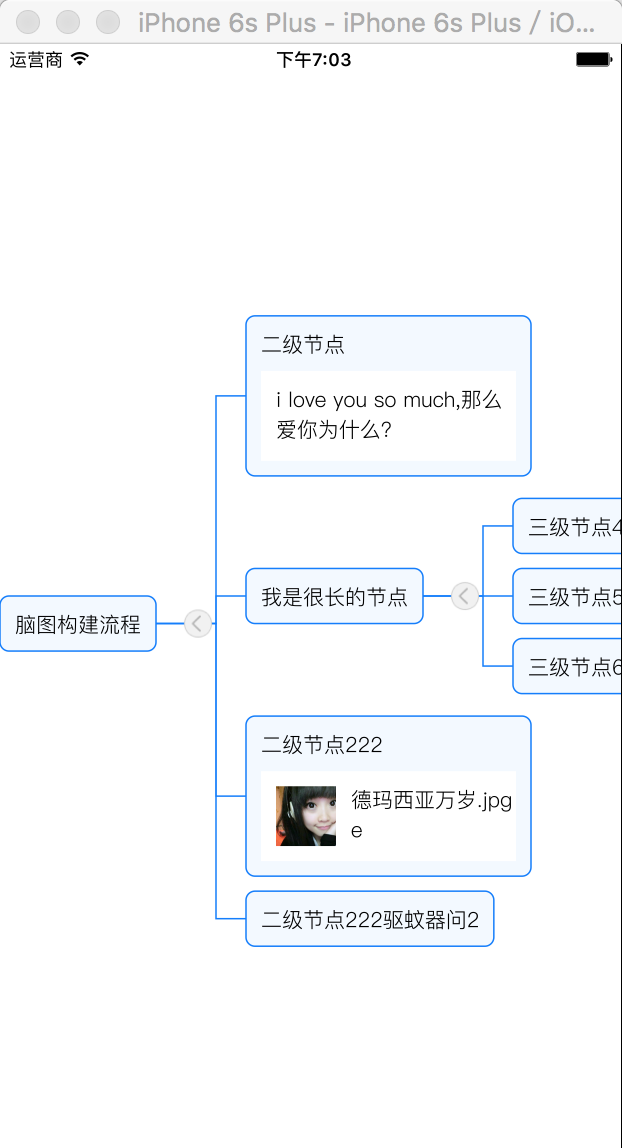 iPhone 6s Plus - iPhone 6s Plus / iO...
运营商
下午7:03
二级节点
i love you so much,那么
爱你为什么?
三级节点4
我是很长的节点
三级节点5
脑图构建流程
三级节点6
二级节点222
德玛西亚万岁.jpg
e
二级节点222驱蚊器问2